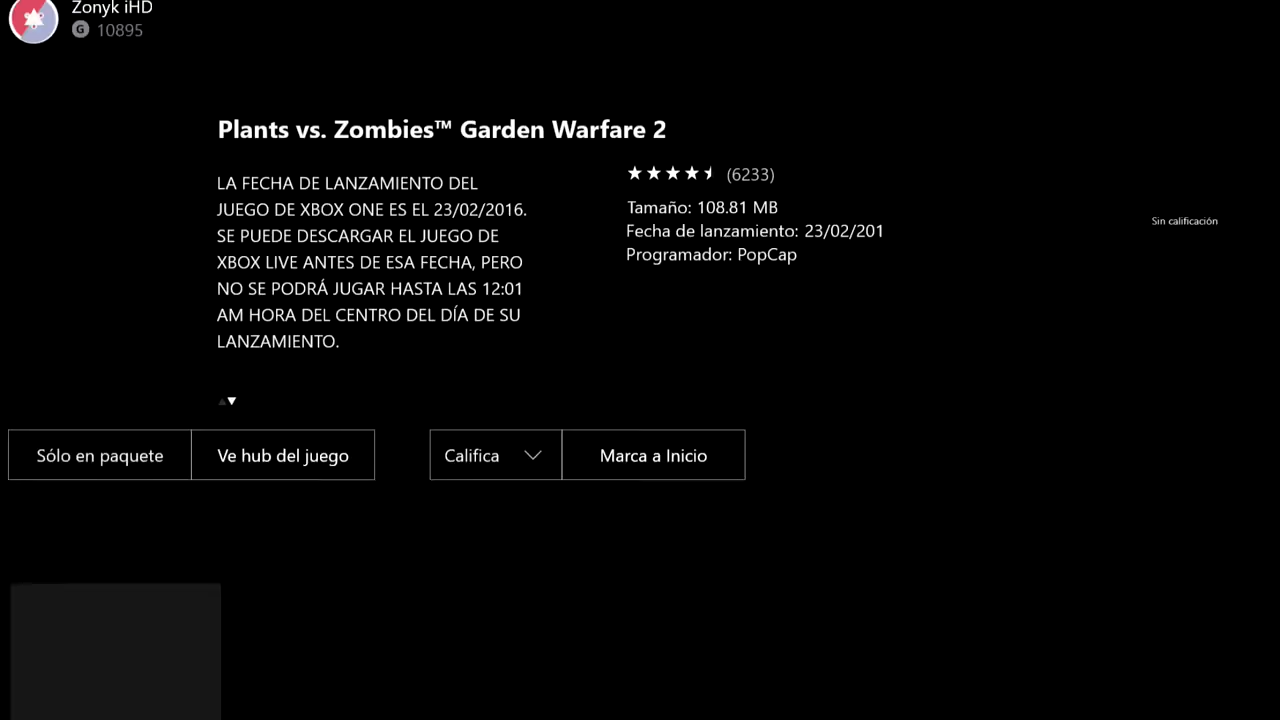 Zonyk iHD
G 10895
Plants vs. Zombies™ Garden Warfare 2
LA FECHA DE LANZAMIENTO DEL
JUEGO DE XBOX ONE ES EL 23/02/2016.
SE PUEDE DESCARGAR EL JUEGO DE
XBOX LIVE ANTES DE ESA FECHA, PERO
NO SE PODRÁ JUGAR HASTA LAS 12:01
AM HORA DEL CENTRO DEL DÍA DE SU
LANZAMIENTO.
(6233)
Tamaño: 108.81 MB
Fecha de lanzamiento: 23/02/201
Programador: PopCap
Sin calificación
Sólo en paquete
Ve hub del juego
Califica
Marca a Inicio